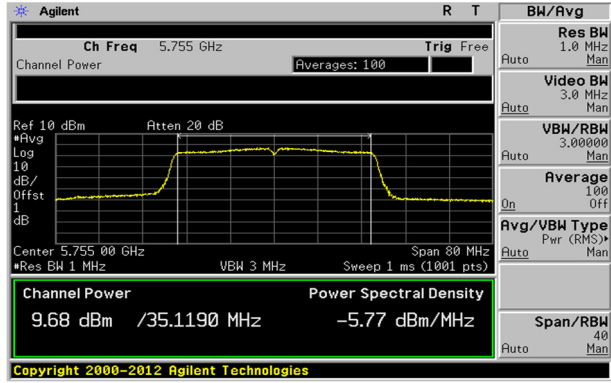 Agilent R T BW/Avg
Ch Freq 5.755 GHz Trig Free
Channel Power Averages: 100
Res BW
1.0 MHz
Auto Man
Video BW
3.0 MHz
Auto Man
VBW/RBW
3.00000
Auto Man
Average
100
On Off
Avg/VBW Type
Pwr (RMS)▸
Auto Man
Span/RBW
40
Auto Man
Ref 10 dBm Atten 20 dB
#Avg
Log
10
dB/
Offst
1
dB
Center 5.755 00 GHz Span 80 MHz
#Res BW 1 MHz VBW 3 MHz Sweep 1 ms (1001 pts)
Channel Power Power Spectral Density
9.68 dBm /35.1190 MHz -5.77 dBm/MHz
Copyright 2000-2012 Agilent Technologies